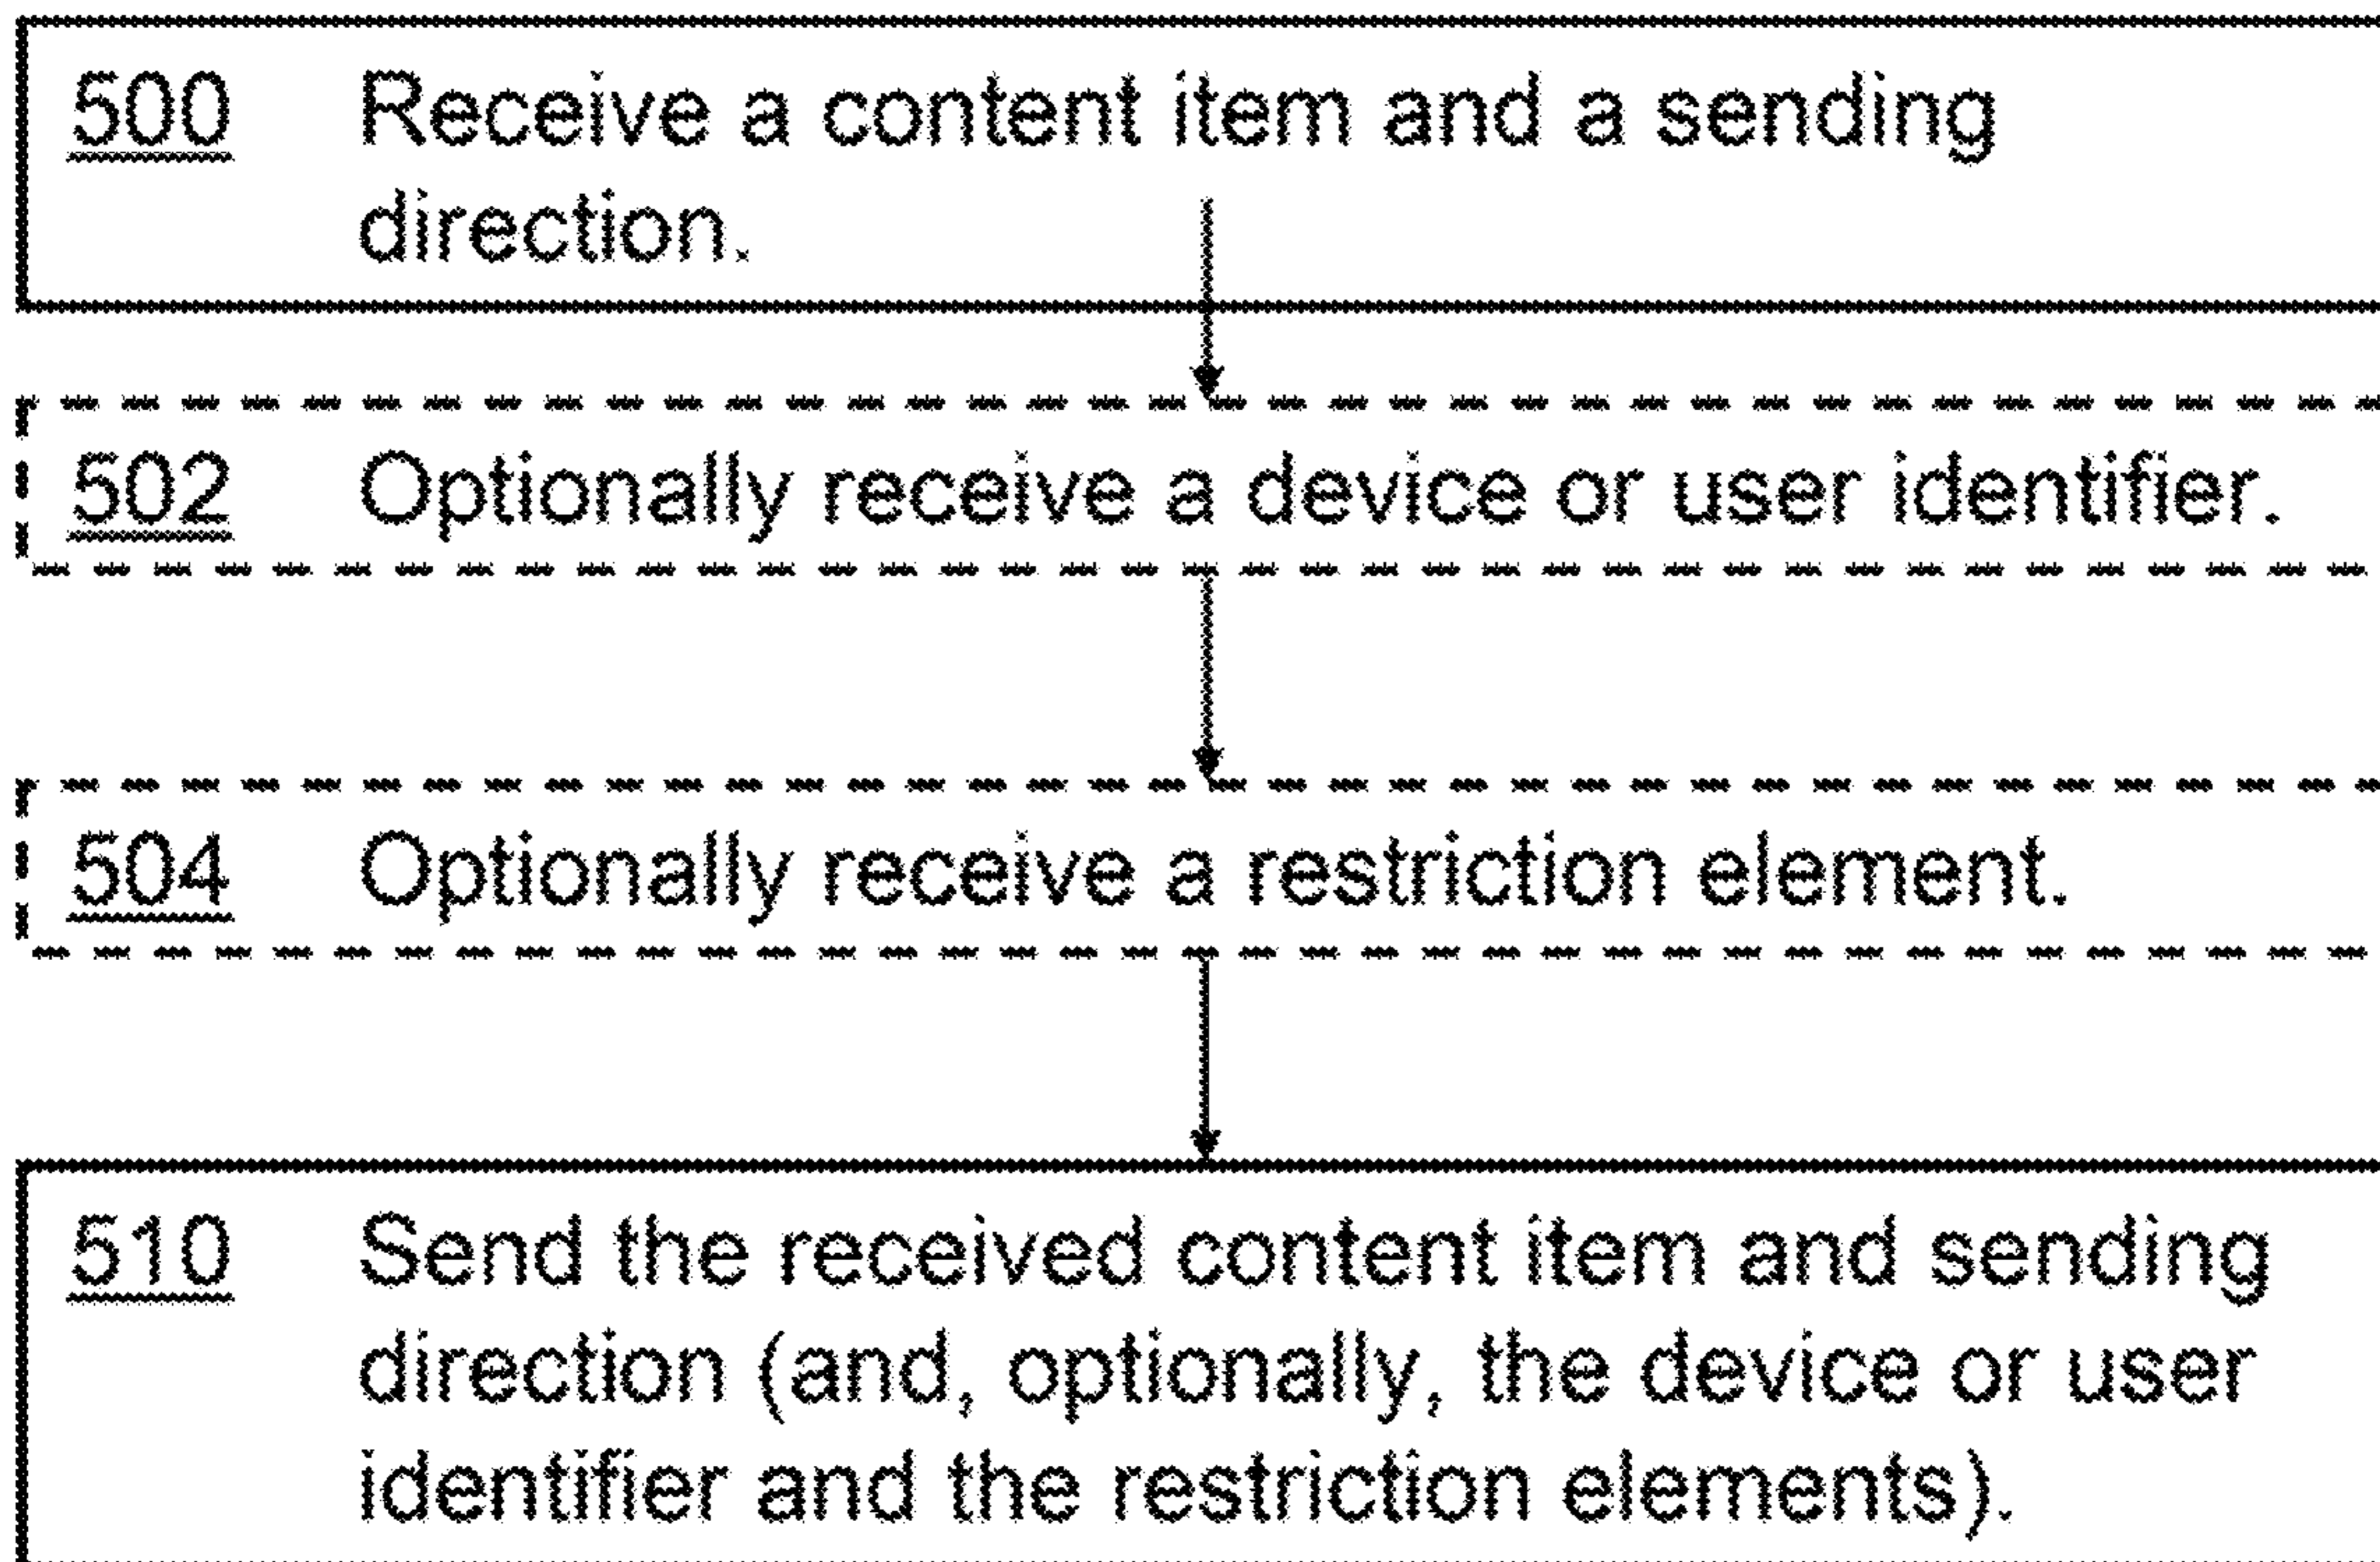 500 Receive a content item and a sending
direction.
502 Optionally receive a device or user identifier.
504 Optionally receive a restriction element.
510 Send the received content item and sending
direction (and, optionally, the device or user
identifier and the restriction elements).